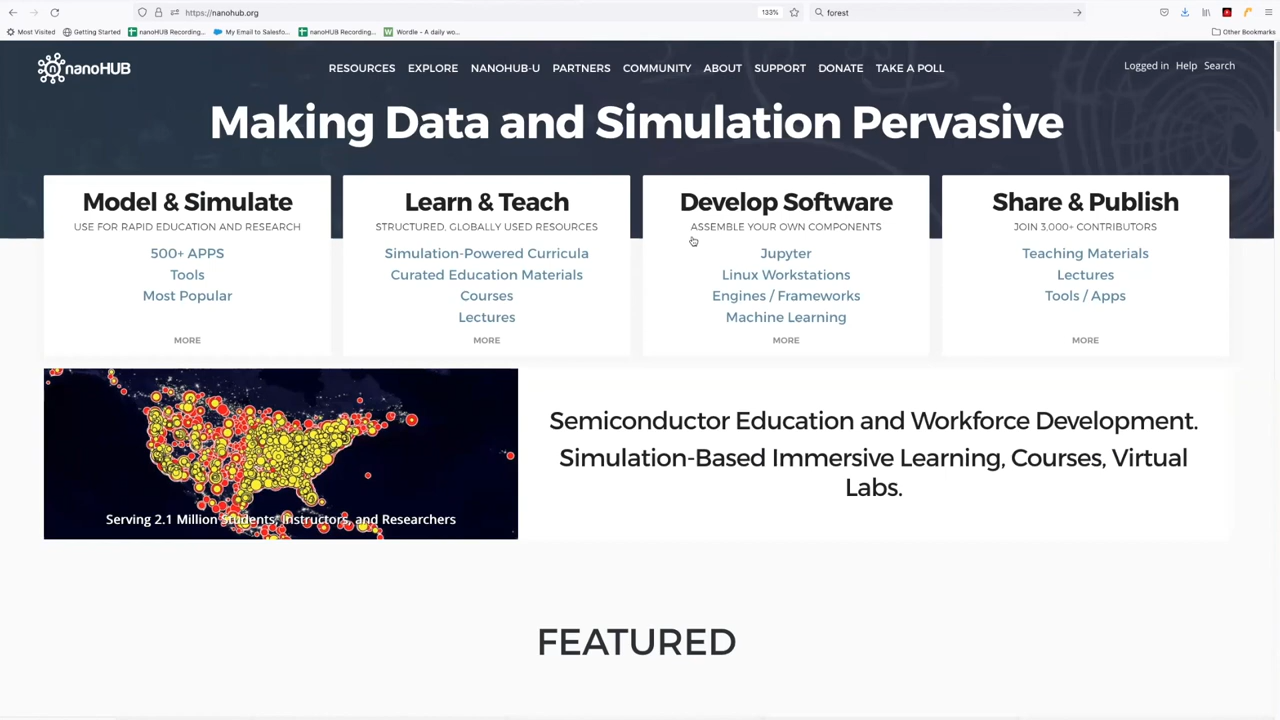 https://nanohub.org
133%
forest
Most Visited
Getting Started
nanoHUB Recording...
My Email to Salesfo...
nanoHUB Recording...
Wordle - A daily wo...
Other Bookmarks
nanoHUB
RESOURCES EXPLORE NANOHUB-U PARTNERS COMMUNITY ABOUT SUPPORT DONATE TAKE A POLL
Logged in Help Search
Making Data and Simulation Pervasive
Model & Simulate
USE FOR RAPID EDUCATION AND RESEARCH
500+ APPS
Tools
Most Popular
MORE
Learn & Teach
STRUCTURED, GLOBALLY USED RESOURCES
Simulation-Powered Curricula
Curated Education Materials
Courses
Lectures
MORE
Develop Software
ASSEMBLE YOUR OWN COMPONENTS
Jupyter
Linux Workstations
Engines / Frameworks
Machine Learning
MORE
Share & Publish
JOIN 3,000+ CONTRIBUTORS
Teaching Materials
Lectures
Tools / Apps
MORE
Serving 2.1 Million Students, Instructors, and Researchers
Semiconductor Education and Workforce Development.
Simulation-Based Immersive Learning, Courses, Virtual
Labs.
FEATURED